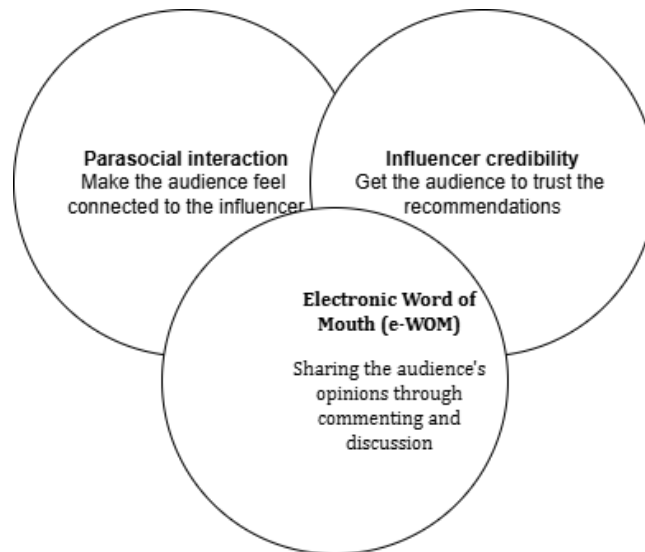 Parasocial interaction
Make the audience feel
connected to the influencer
Influencer credibility
Get the audience to trust the
recommendations
Electronic Word of
Mouth (e-WOM)
Sharing the audience's
opinions through
commenting and
discussion